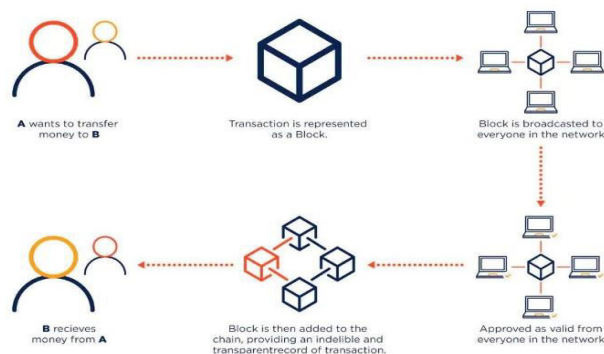 A wants to transfer
money to B
Transaction is represented
as a Block.
Block is broadcasted to
everyone in the network
Approved as valid from
everyone in the network
Block is then added to the
chain, providing an indelible and
transparentrecord of transaction.
B recieves
money from A